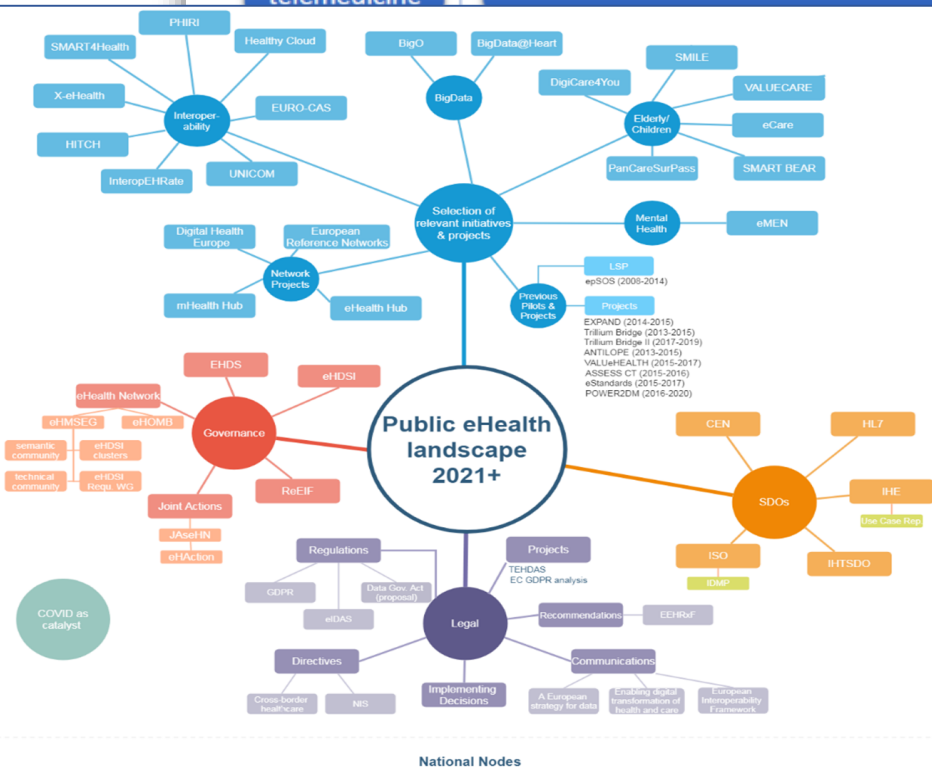 telemedicine
PHIRI
SMART4Health
Healthy Cloud
X-eHealth
EURO-CAS
Interoper-
ability
HITCH
InteropEHRate
UNICOM
BigO
BigData@Heart
BigData
SMILE
DigiCare4You
VALUECARE
Elderly/
Children
eCare
PanCareSurPass
SMART BEAR
Selection of
relevant initiatives
& projects
Mental
Health
eMEN
Digital Health
Europe
European
Reference Networks
Network
Projects
mHealth Hub
eHealth Hub
Previous
Pilots &
Projects
LSP
epSOS (2008-2014)
Projects
EXPAND (2014-2015)
Trillium Bridge (2013-2015)
Trillium Bridge II (2017-2019)
ANTILOPE (2013-2015)
VALUeHEALTH (2015-2017)
ASSESS CT (2015-2016)
eStandards (2015-2017)
POWER2DM (2016-2020)
EHDS
eHDSI
eHealth Network
eHMSEG
eHOMB
Governance
semantic
community
eHDSI
clusters
technical
community
eHDSI
Requ. WG
ReEIF
Joint Actions
JAseHN
eHAction
Public eHealth
landscape
2021+
CEN
HL7
SDOs
IHE
Use Case Rep
ISO
IDMP
IHTSDO
COVID as
catalyst
Regulations
GDPR
eIDAS
Data Gov. Act
(proposal)
Projects
TEHDAS
EC GDPR analysis
Legal
Recommendations
EEHRxF
Directives
Cross-border
healthcare
NIS
Implementing
Decisions
Communications
A European
strategy for data
Enabling digital
transformation of
health and care
European
Interoperability
Framework
National Nodes